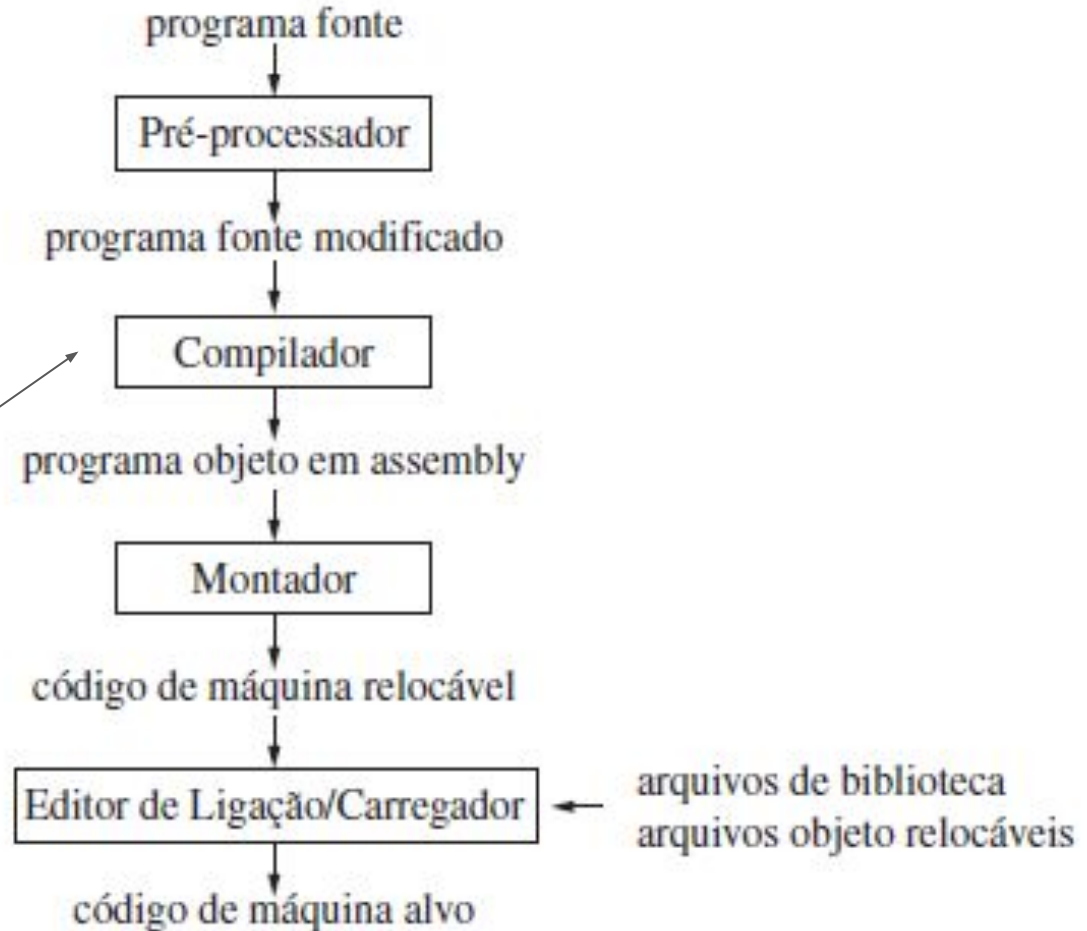 programa fonte
Pré-processador
programa fonte modificado
Compilador
programa objeto em assembly
Montador
código de máquina relocável
Editor de Ligação/Carregador
arquivos de biblioteca
arquivos objeto relocáveis
código de máquina alvo